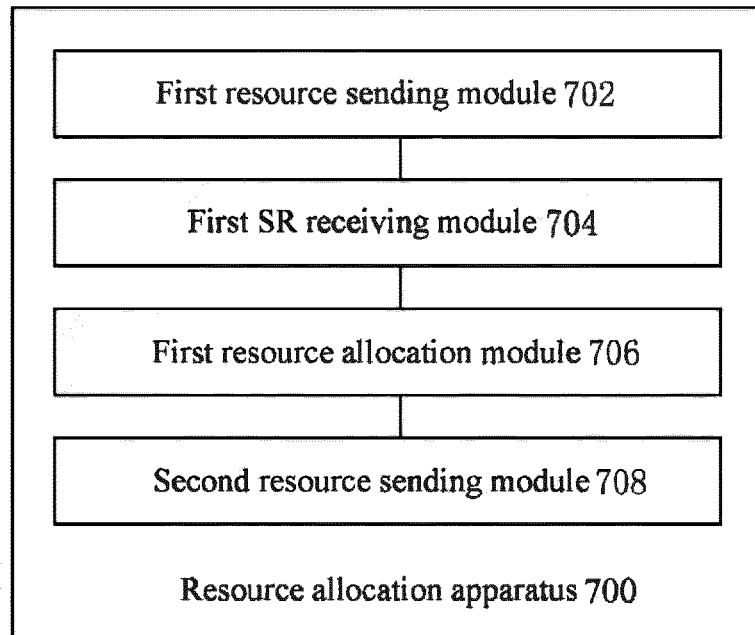 First resource sending module 702
First SR receiving module 704
First resource allocation module 706
Second resource sending module 708
Resource allocation apparatus 700